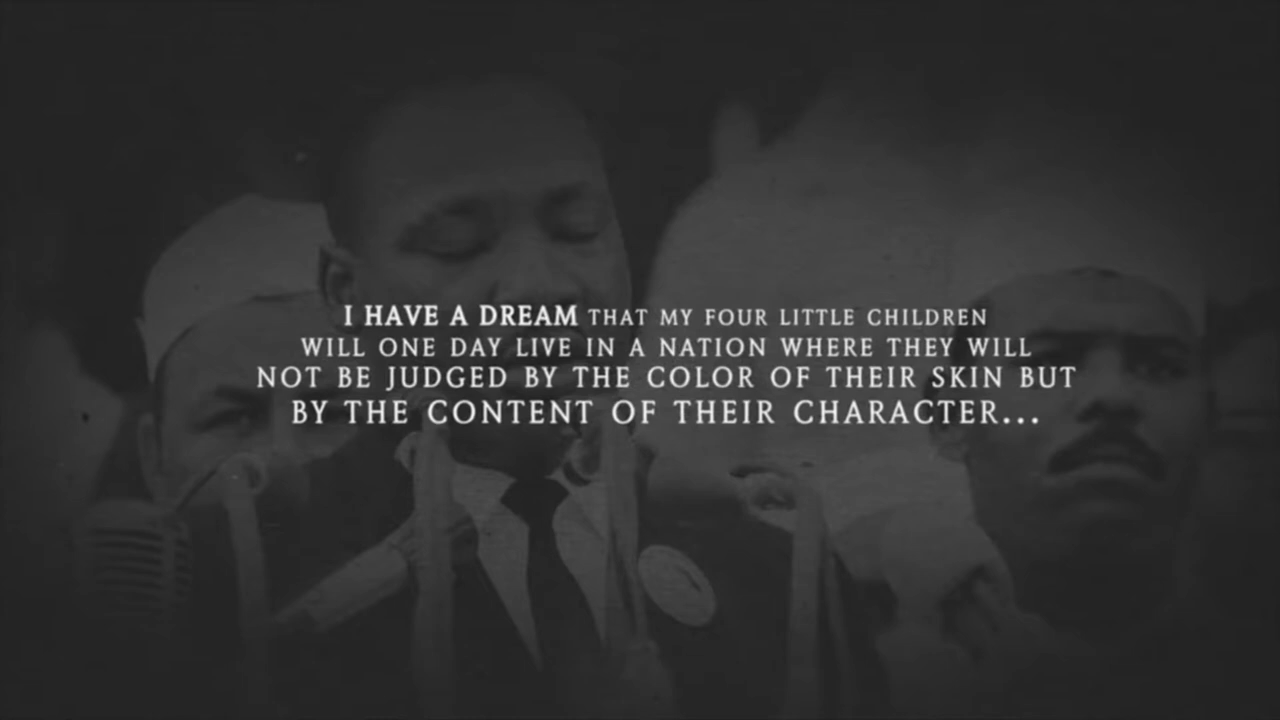 I HAVE A DREAM THAT MY FOUR LITTLE CHILDREN
WILL ONE DAY LIVE IN A NATION WHERE THEY WILL
NOT BE JUDGED BY THE COLOR OF THEIR SKIN BUT
BY THE CONTENT OF THEIR CHARACTER...